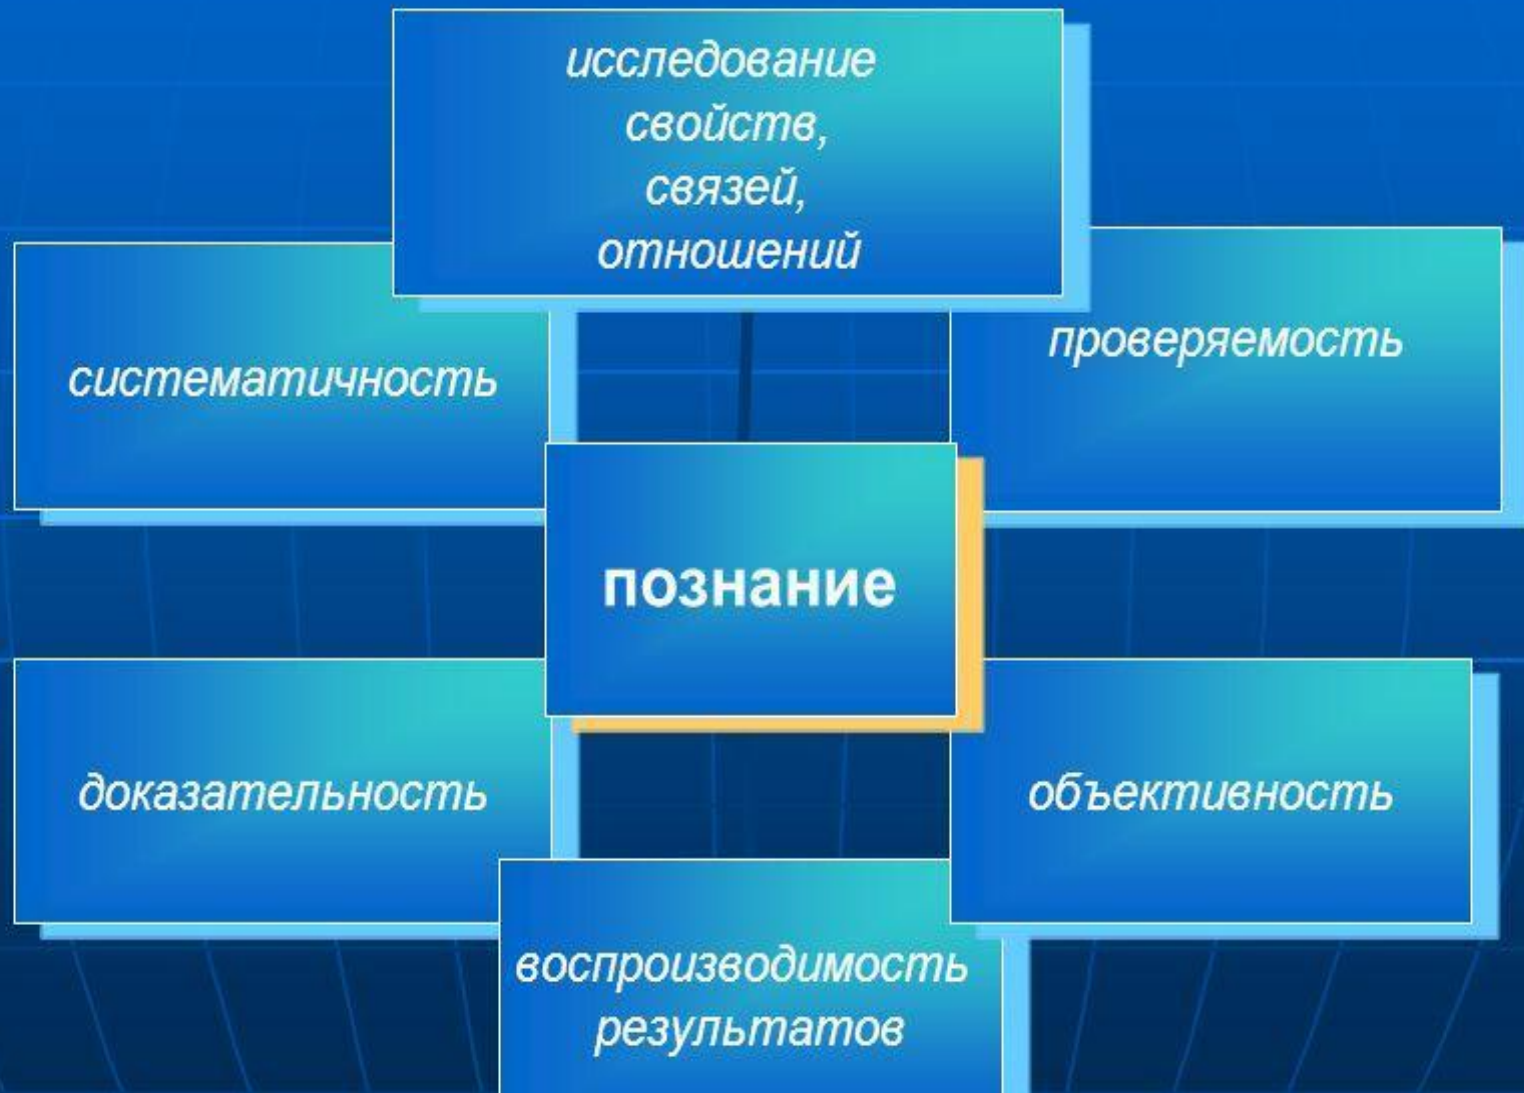 исследование
свойств,
связей,
отношений
систематичность
проверяемость
познание
доказательность
объективность
воспроизводимость
результатов